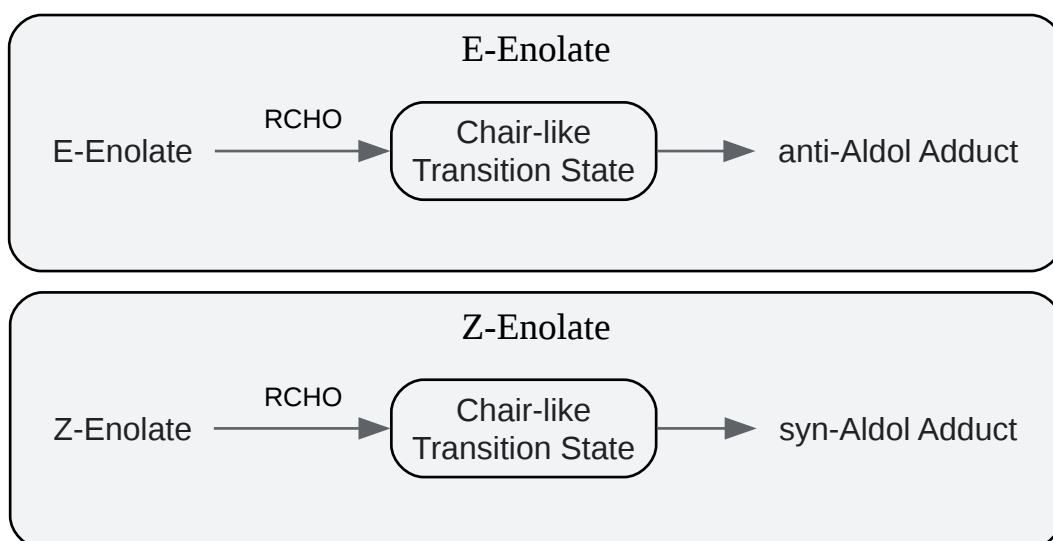 E-Enolate
RCHO
E-Enolate
Chair-like
Transition State
anti-Aldol Adduct
Z-Enolate
RCHO
Z-Enolate
Chair-like
Transition State
syn-Aldol Adduct